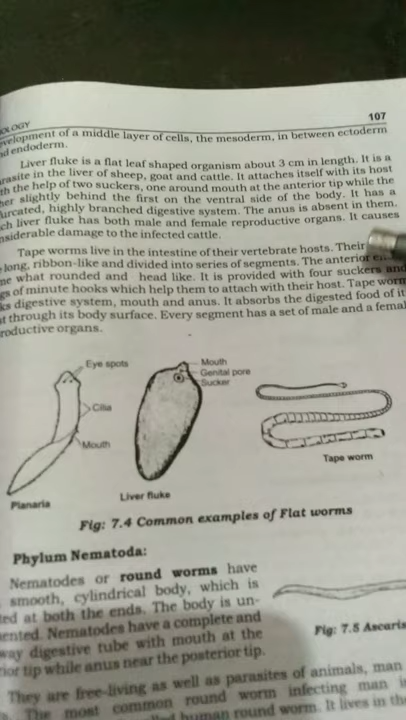 OLOGY 107
velopment of a middle layer of cells, the mesoderm, in between ectoderm
nd endoderm.
Liver fluke is a flat leaf shaped organism about 3 cm in length. It is a
arasite in the liver of sheep, goat and cattle. It attaches itself with its host
th the help of two suckers, one around mouth at the anterior tip while the
her slightly behind the first on the ventral side of the body. It has a
furcated, highly branched digestive system. The anus is absent in them.
ch liver fluke has both male and female reproductive organs. It causes
nsiderable damage to the infected cattle.
Tape worms live in the intestine of their vertebrate hosts. Their
long, ribbon-like and divided into series of segments. The anterior
me what rounded and head like. It is provided with four suckers and
gs of minute hooks which help them to attach with their host. Tape worm
ks digestive system, mouth and anus. It absorbs the digested food of it
t through its body surface. Every segment has a set of male and a femal
roductive organs.
Eye spots
Cilia
Mouth
Planaria
Mouth
Genital pore
Sucker
Liver fluke
Tape worm
Fig: 7.4 Common examples of Flat worms
Phylum Nematoda:
Nematodes or round worms have
smooth, cylindrical body, which is
ted at both the ends. The body is un-
mented. Nematodes have a complete and
way digestive tube with mouth at the
rior tip while anus near the posterior tip.
Fig: 7.5 Ascaris
They are free-living as well as parasites of animals, man
The most common round worm infecting man i
human round worm. It lives in the